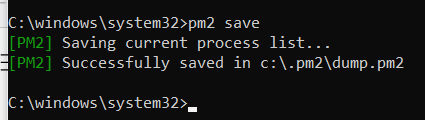 C:\windows\system32>pm2 save
[PM2] Saving current process list...
[PM2] Successfully saved in c:\.pm2\dump.pm2
C:\windows\system32>